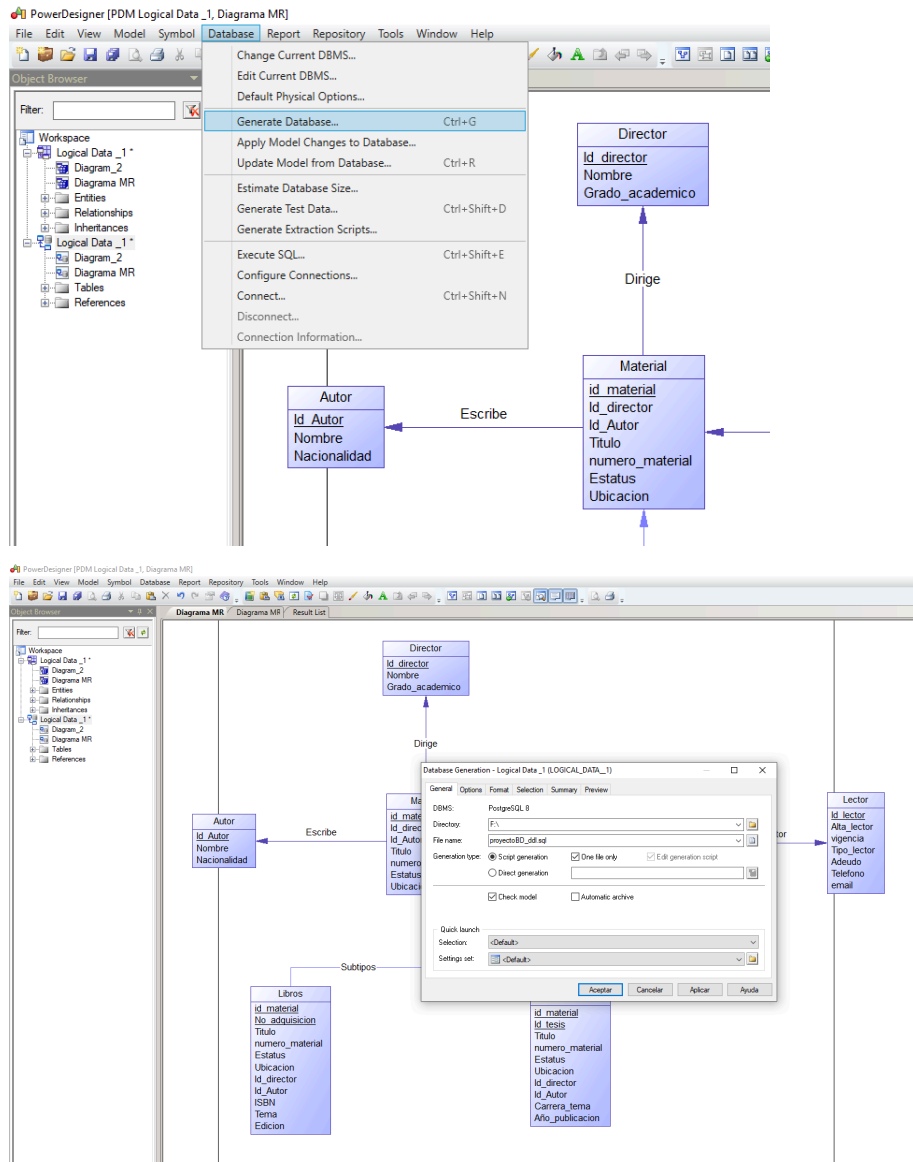 PowerDesigner [PDM Logical Data _1, Diagrama MR]
File Edit View Model Symbol Database Report Repository Tools Window Help
Object Browser
Filter:
Workspace
Logical Data _1 *
Diagram_2
Diagrama MR
Entities
Relationships
Inheritances
Logical Data _1 *
Diagram_2
Diagrama MR
Tables
References
Change Current DBMS...
Edit Current DBMS...
Default Physical Options...
Generate Database... Ctrl+G
Apply Model Changes to Database...
Update Model from Database... Ctrl+R
Estimate Database Size...
Generate Test Data... Ctrl+Shift+D
Generate Extraction Scripts...
Execute SQL... Ctrl+Shift+E
Configure Connections...
Connect... Ctrl+Shift+N
Disconnect...
Connection Information...
Director
Id_director
Nombre
Grado_academico
Dirige
Autor
Id_Autor
Nombre
Nacionalidad
Escribe
Material
id_material
Id_director
Id_Autor
Titulo
numero_material
Estatus
Ubicacion
PowerDesigner [PDM Logical Data _1, Diagrama MR]
File Edit View Model Symbol Database Report Repository Tools Window Help
Object Browser
Diagrama MR Diagrama MR Result List
Filter:
Workspace
Logical Data _1 *
Diagram_2
Diagrama MR
Entities
Relationships
Inheritances
Logical Data _1 *
Diagram_2
Diagrama MR
Tables
References
Director
Id_director
Nombre
Grado_academico
Dirige
Autor
Id_Autor
Nombre
Nacionalidad
Escribe
Ma
id_mate
Id_direc
Id_Auto
Titulo
numero
Estatus
Ubicaci
Database Generation - Logical Data _1 (LOGICAL_DATA__1)
General Options Format Selection Summary Preview
DBMS: PostgreSQL 8
Directory: F:\
File name: proyectoBD_ddl.sql
Generation type: Script generation One file only Edit generation script
Direct generation
Check model Automatic archive
Quick launch
Selection: <Default>
Settings set: <Default>
Aceptar Cancelar Aplicar Ayuda
tor
Lector
Id_lector
Alta_lector
vigencia
Tipo_lector
Adeudo
Telefono
email
Subtipos
Libros
id_material
No_adquisicion
Titulo
numero_material
Estatus
Ubicacion
Id_director
Id_Autor
ISBN
Tema
Edicion
id_material
Id_tesis
Titulo
numero_material
Estatus
Ubicacion
Id_director
Id_Autor
Carrera_tema
Año_publicacion